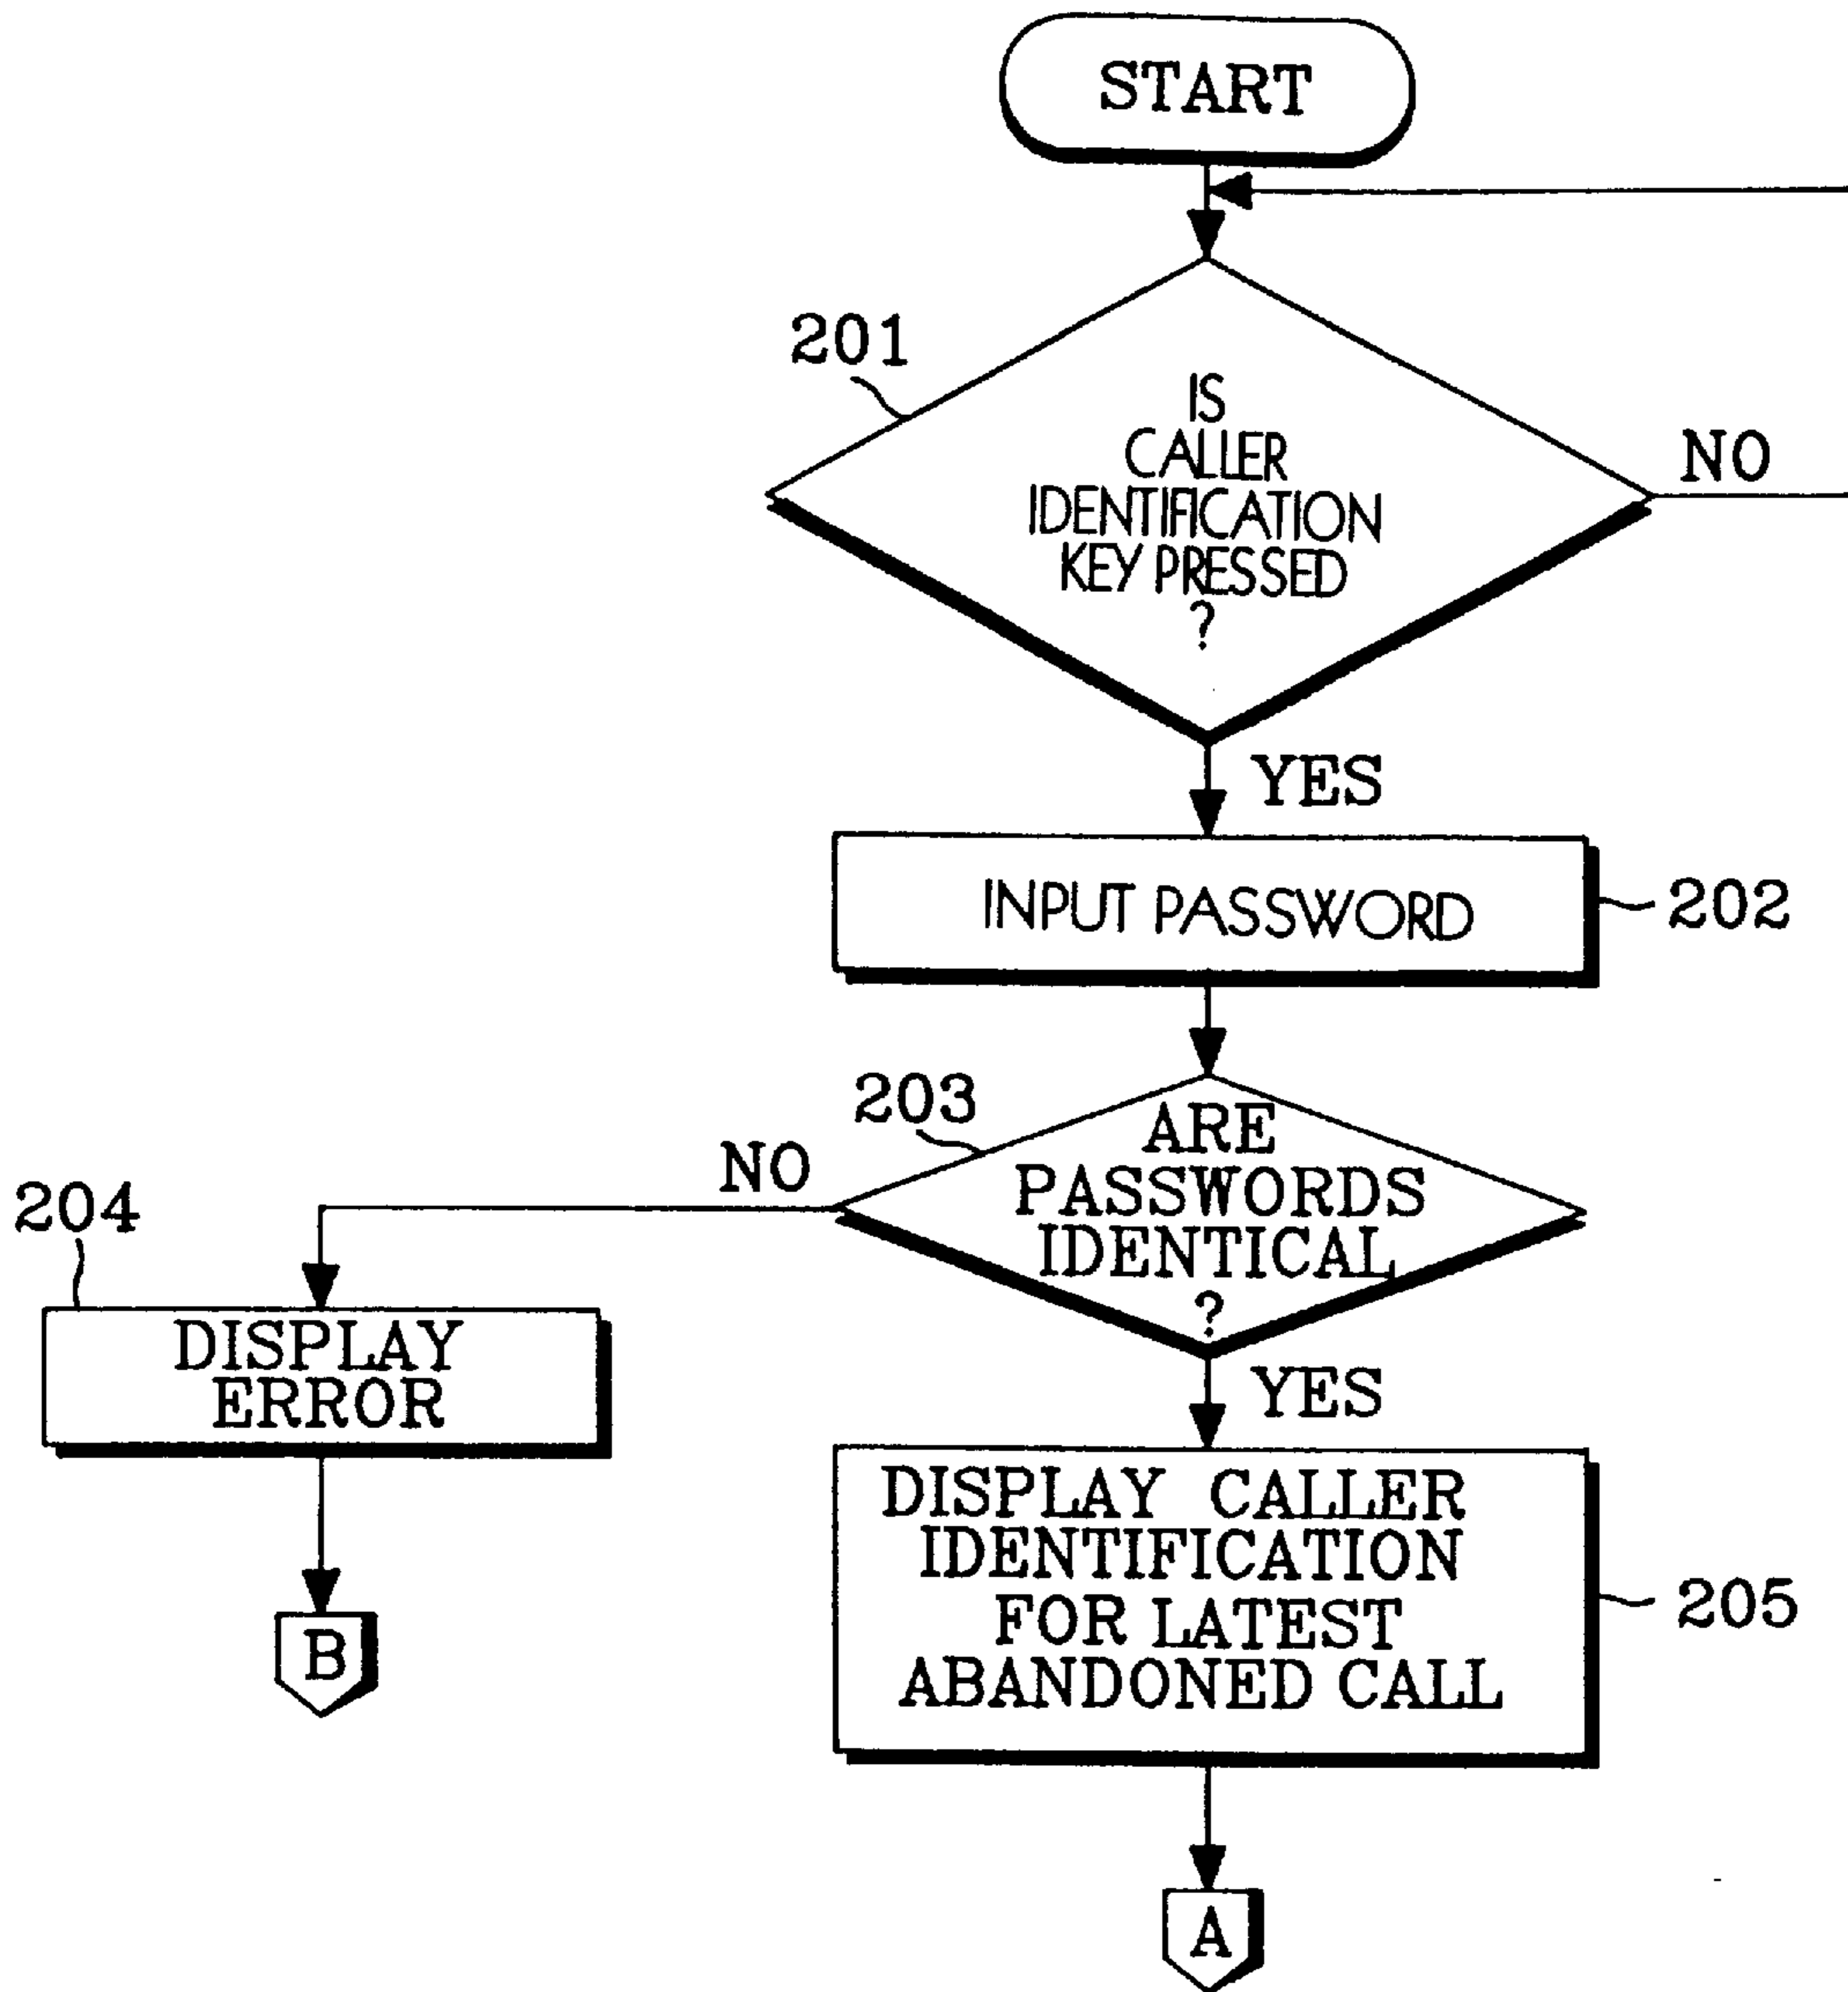 START
201
IS
CALLER
IDENTIFICATION
KEY PRESSED
?
NO
YES
INPUT PASSWORD
202
203
ARE
PASSWORDS
IDENTICAL
?
NO
204
DISPLAY
ERROR
YES
DISPLAY CALLER
IDENTIFICATION
FOR LATEST
ABANDONED CALL
205
B
A